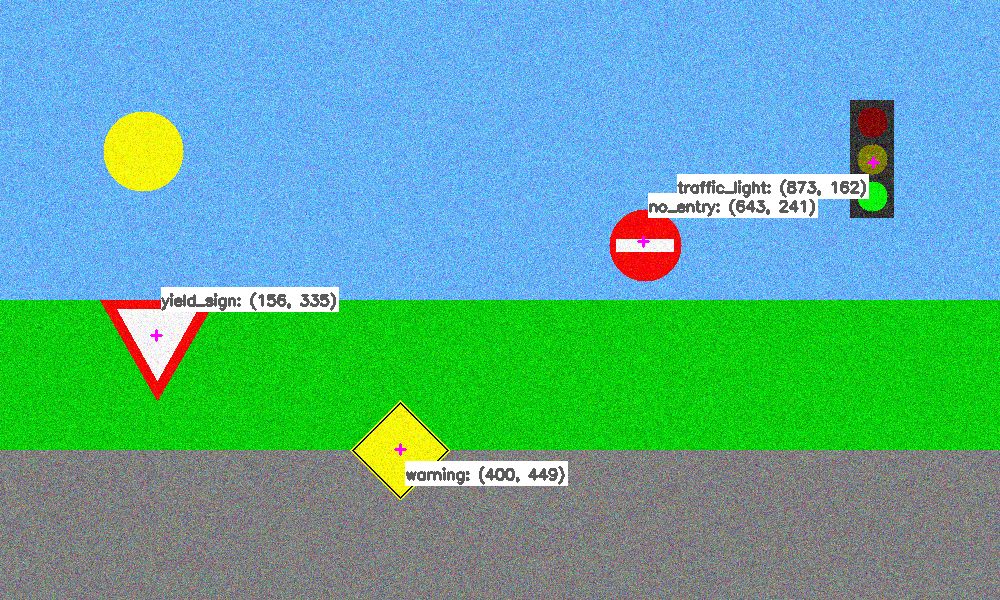 traffic_light: (873, 162)
no_entry: (643, 241)
yield_sign: (156, 335)
warning: (400, 449)